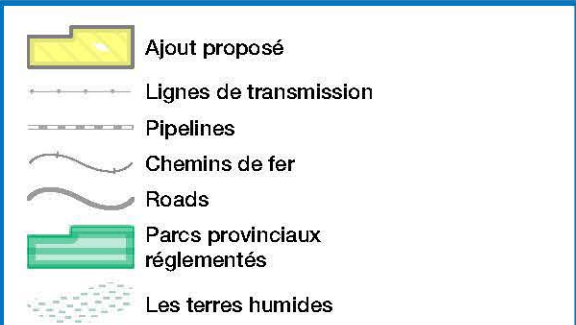 Ajout proposé
Lignes de transmission
Pipelines
Chemins de fer
Roads
Parcs provinciaux
réglementés
Les terres humides